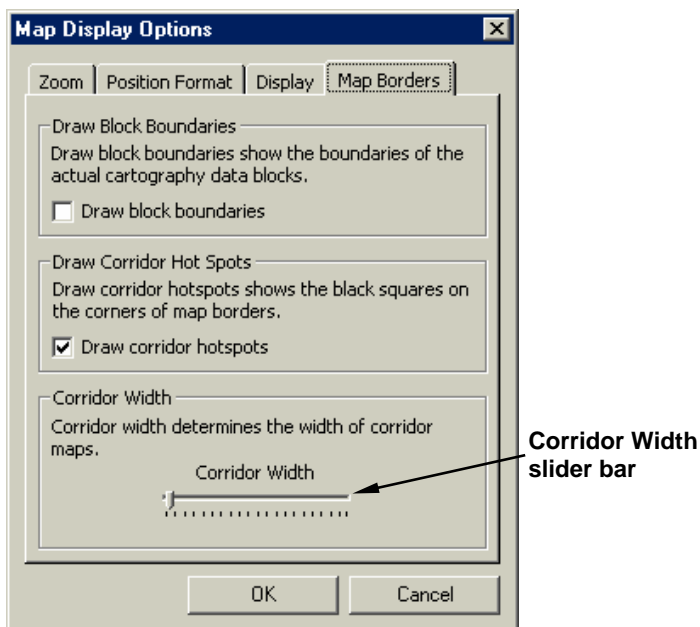 Map Display Options
Zoom
Position Format
Display
Map Borders
Draw Block Boundaries
Draw block boundaries show the boundaries of the
actual cartography data blocks.
Draw block boundaries
Draw Corridor Hot Spots
Draw corridor hotspots shows the black squares on
the corners of map borders.
Draw corridor hotspots
Corridor Width
Corridor width determines the width of corridor
maps.
Corridor Width
Corridor Width
slider bar
OK
Cancel